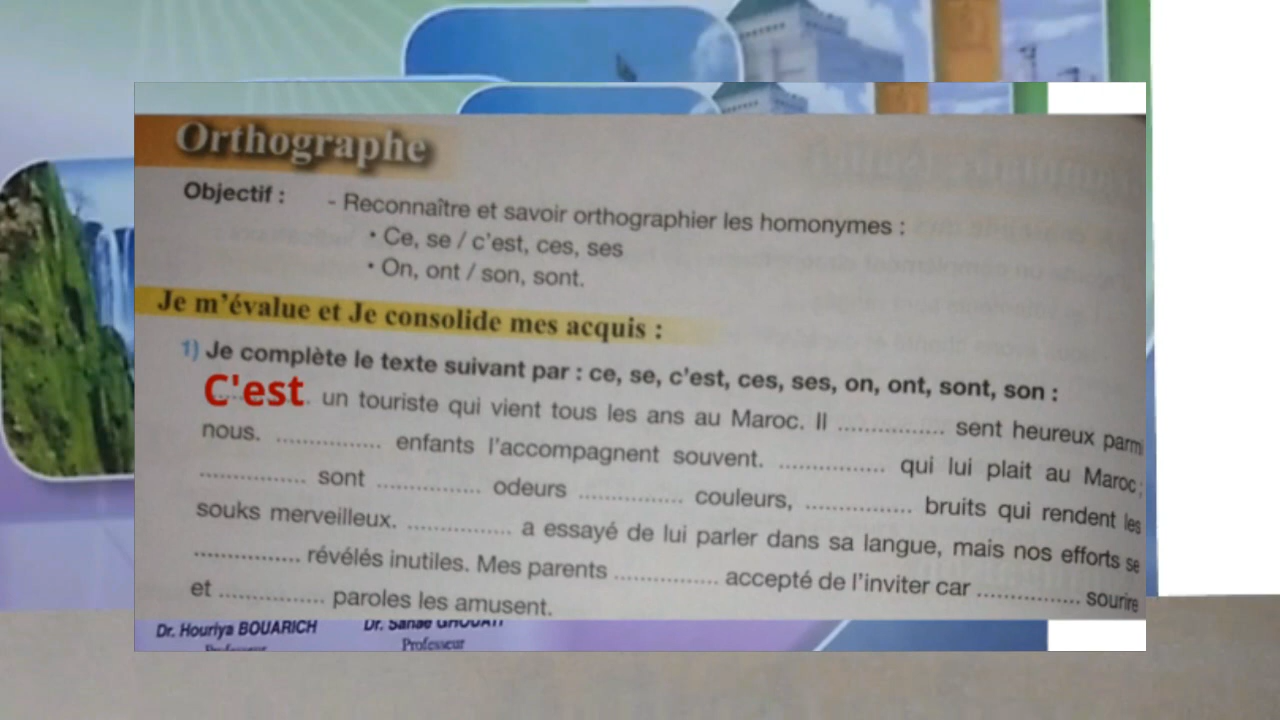 Orthographe
Objectif : - Reconnaître et savoir orthographier les homonymes :
• Ce, se / c'est, ces, ses
• On, ont / son, sont.
Je m'évalue et Je consolide mes acquis :
1) Je complète le texte suivant par : ce, se, c'est, ces, ses, on, ont, sont, son :
C'est un touriste qui vient tous les ans au Maroc. Il ................ sent heureux parmi
nous. ................ enfants l'accompagnent souvent. ................ qui lui plait au Maroc;
................ sont ................ odeurs ................ couleurs, ................ bruits qui rendent les
souks merveilleux. ................ a essayé de lui parler dans sa langue, mais nos efforts se
................ révélés inutiles. Mes parents ................ accepté de l'inviter car ................ sourire
et ................ paroles les amusent.
Dr. Houriya BOUARICH Dr. Sanae GHOUATI
Professeur Professeur